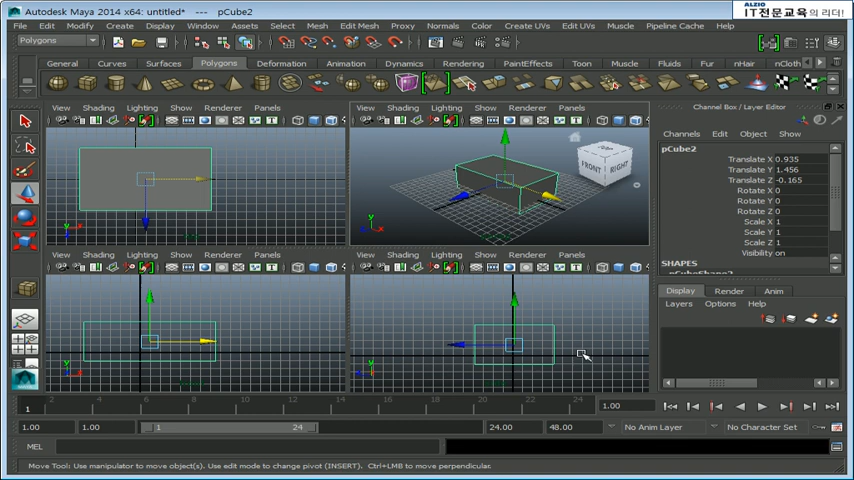 Autodesk Maya 2014 x64: untitled* --- pCube2
ALZIO
IT전문교육의 리더!
File Edit Modify Create Display Window Assets Select Mesh Edit Mesh Proxy Normals Color Create UVs Edit UVs Muscle Pipeline Cache
Polygons
General Curves Surfaces Polygons Deformation Animation Dynamics Rendering PaintEffects Toon Muscle Fluids Fur nHair nCloth
View Shading Lighting Show Renderer Panels
View Shading Lighting Show Renderer Panels
FRONT RIGHT
y
x
y
View Shading Lighting Show Renderer Panels
View Shading Lighting Show Renderer Panels
y
y
Channel Box / Layer Editor
Channels Edit Object Show
pCube2
Translate X 0.935
Translate Y 1.456
Translate Z -0.165
Rotate X 0
Rotate Y 0
Rotate Z 0
Scale X 1
Scale Y 1
Scale Z 1
Visibility on
SHAPES
pCubeShape2
Display Render Anim
Layers Options Help
1 2 4 6 8 10 12 14 16 18 20 22 24
1.00
1.00 1.00 1 24 24.00 48.00 No Anim Layer No Character Set
MEL
Move Tool: Use manipulator to move object(s). Use edit mode to change pivot (INSERT). Ctrl+LMB to move perpendicular.